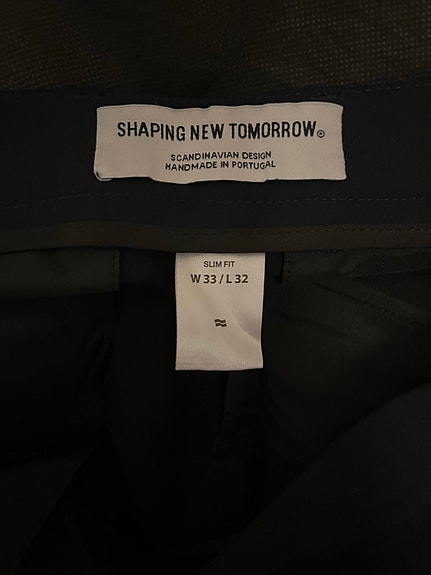 SHAPING NEW TOMORROW®
SCANDINAVIAN DESIGN
HANDMADE IN PORTUGAL
SLIM FIT
W 33 / L 32